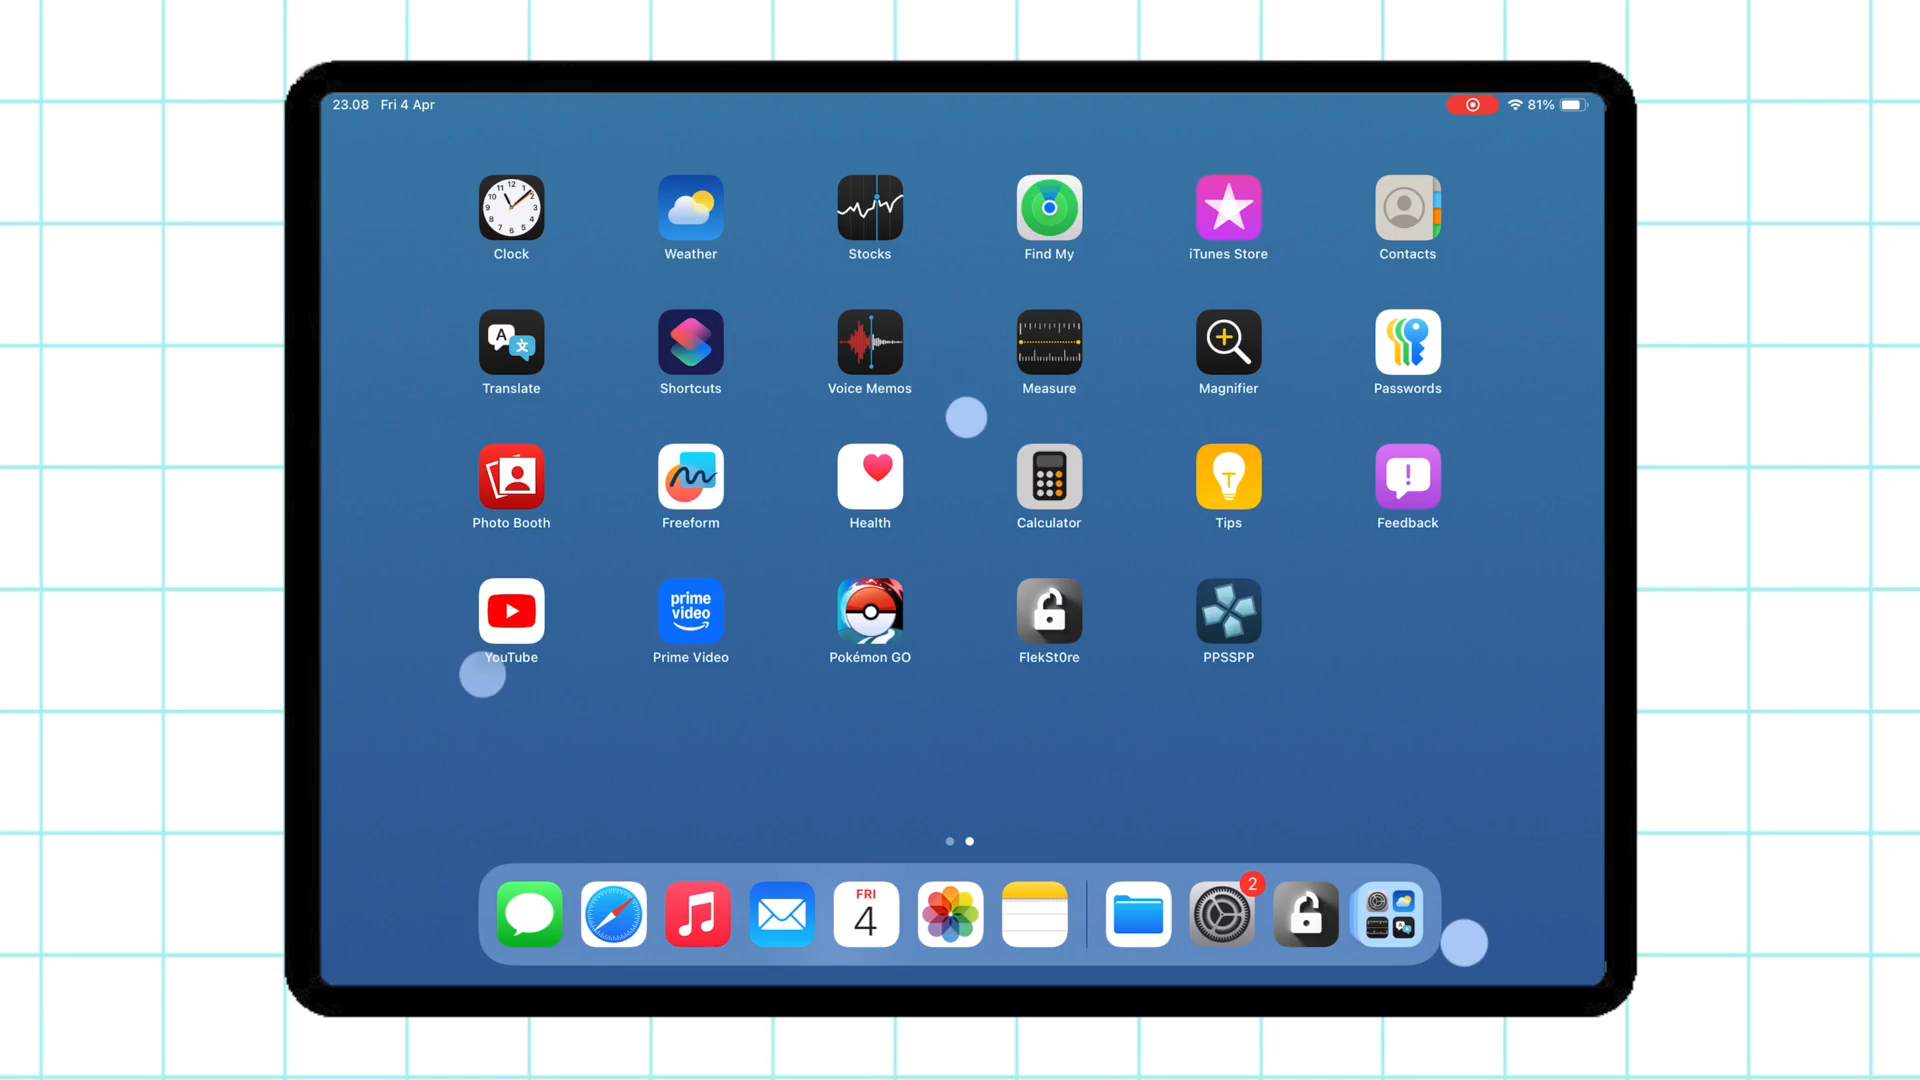 23.08 Fri 4 Apr
81%
Clock
Weather
Stocks
Find My
iTunes Store
Contacts
A
文
Translate
Shortcuts
Voice Memos
Measure
Magnifier
Passwords
T
!
Photo Booth
Freeform
Health
Calculator
Tips
Feedback
prime
video
YouTube
Prime Video
Pokémon GO
FlekSt0re
PPSSPP
FRI
4
2